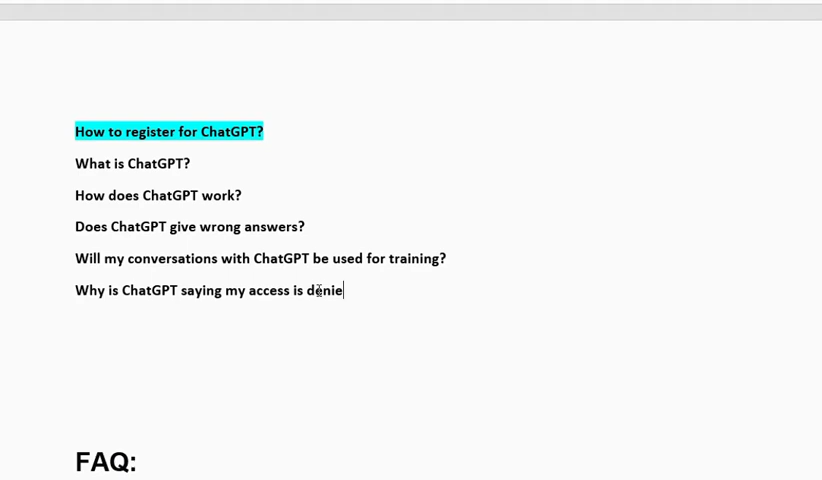 How to register for ChatGPT?
What is ChatGPT?
How does ChatGPT work?
Does ChatGPT give wrong answers?
Will my conversations with ChatGPT be used for training?
Why is ChatGPT saying my access is denie
FAQ: